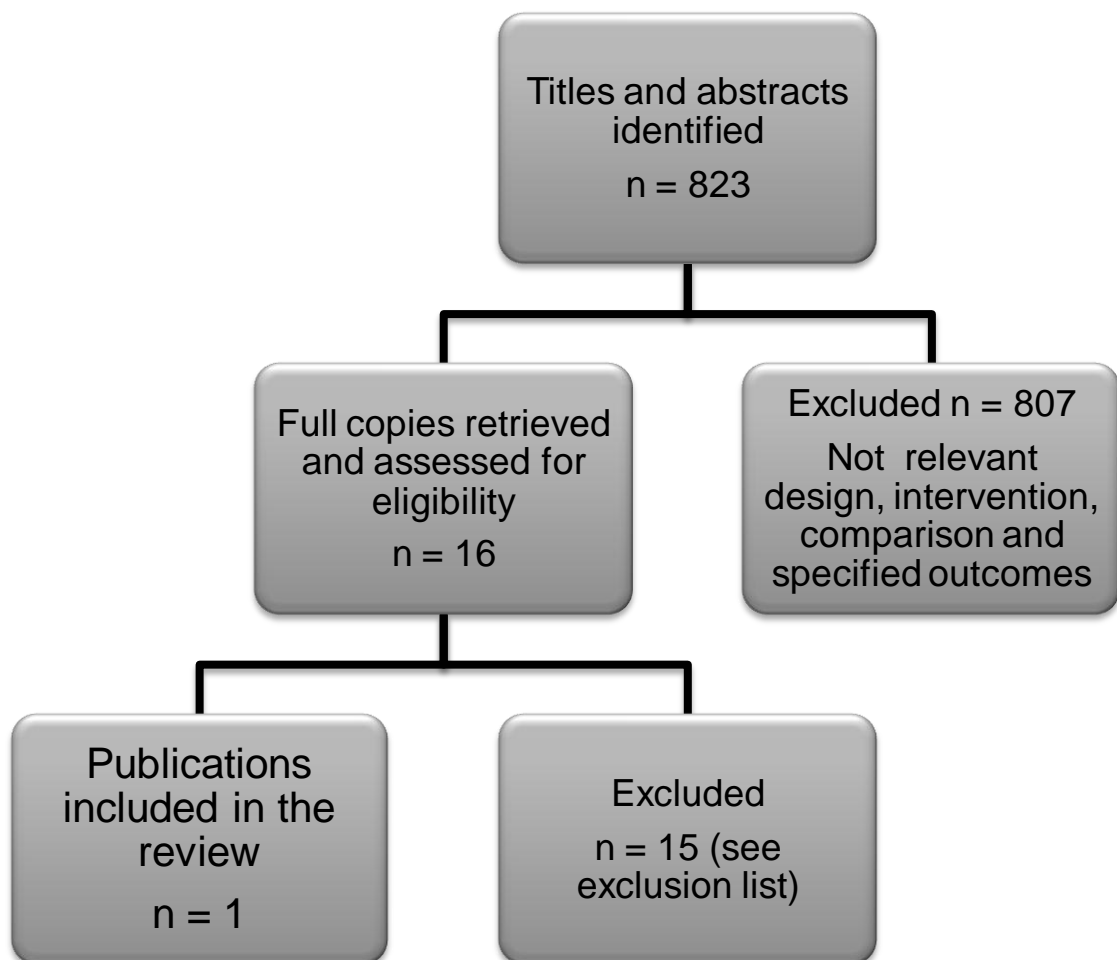 Titles and abstracts
identified
n = 823
Full copies retrieved
and assessed for
eligibility
n = 16
Excluded n = 807
Not relevant
design, intervention,
comparison and
specified outcomes
Publications
included in the
review
n = 1
Excluded
n = 15 (see
exclusion list)